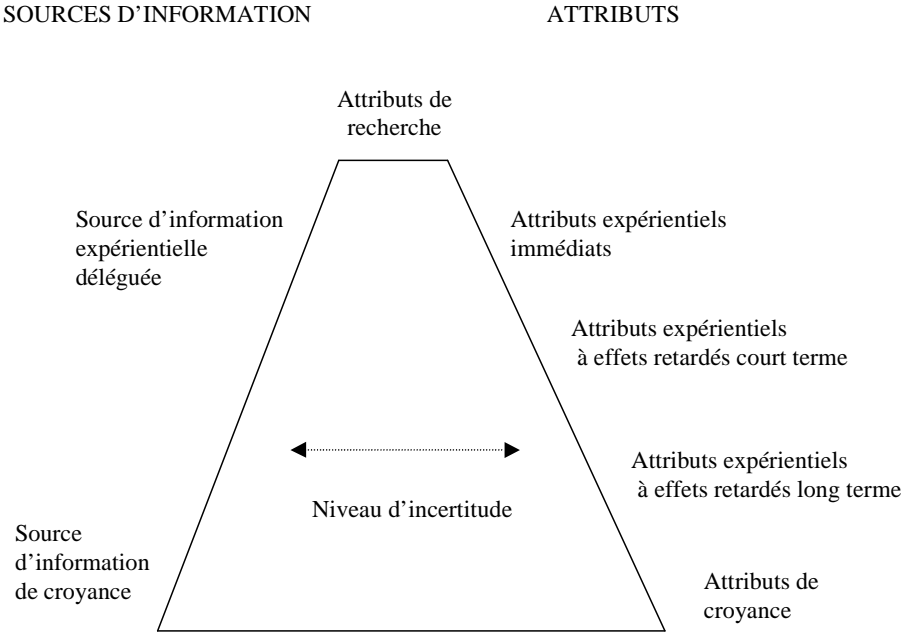 SOURCES D’INFORMATION
ATTRIBUTS
Attributs de
recherche
Source d’information
expérientielle
déléguée
Attributs expérientiels
immédiats
Attributs expérientiels
à effets retardés court terme
Attributs expérientiels
à effets retardés long terme
Niveau d’incertitude
Source
d’information
de croyance
Attributs de
croyance